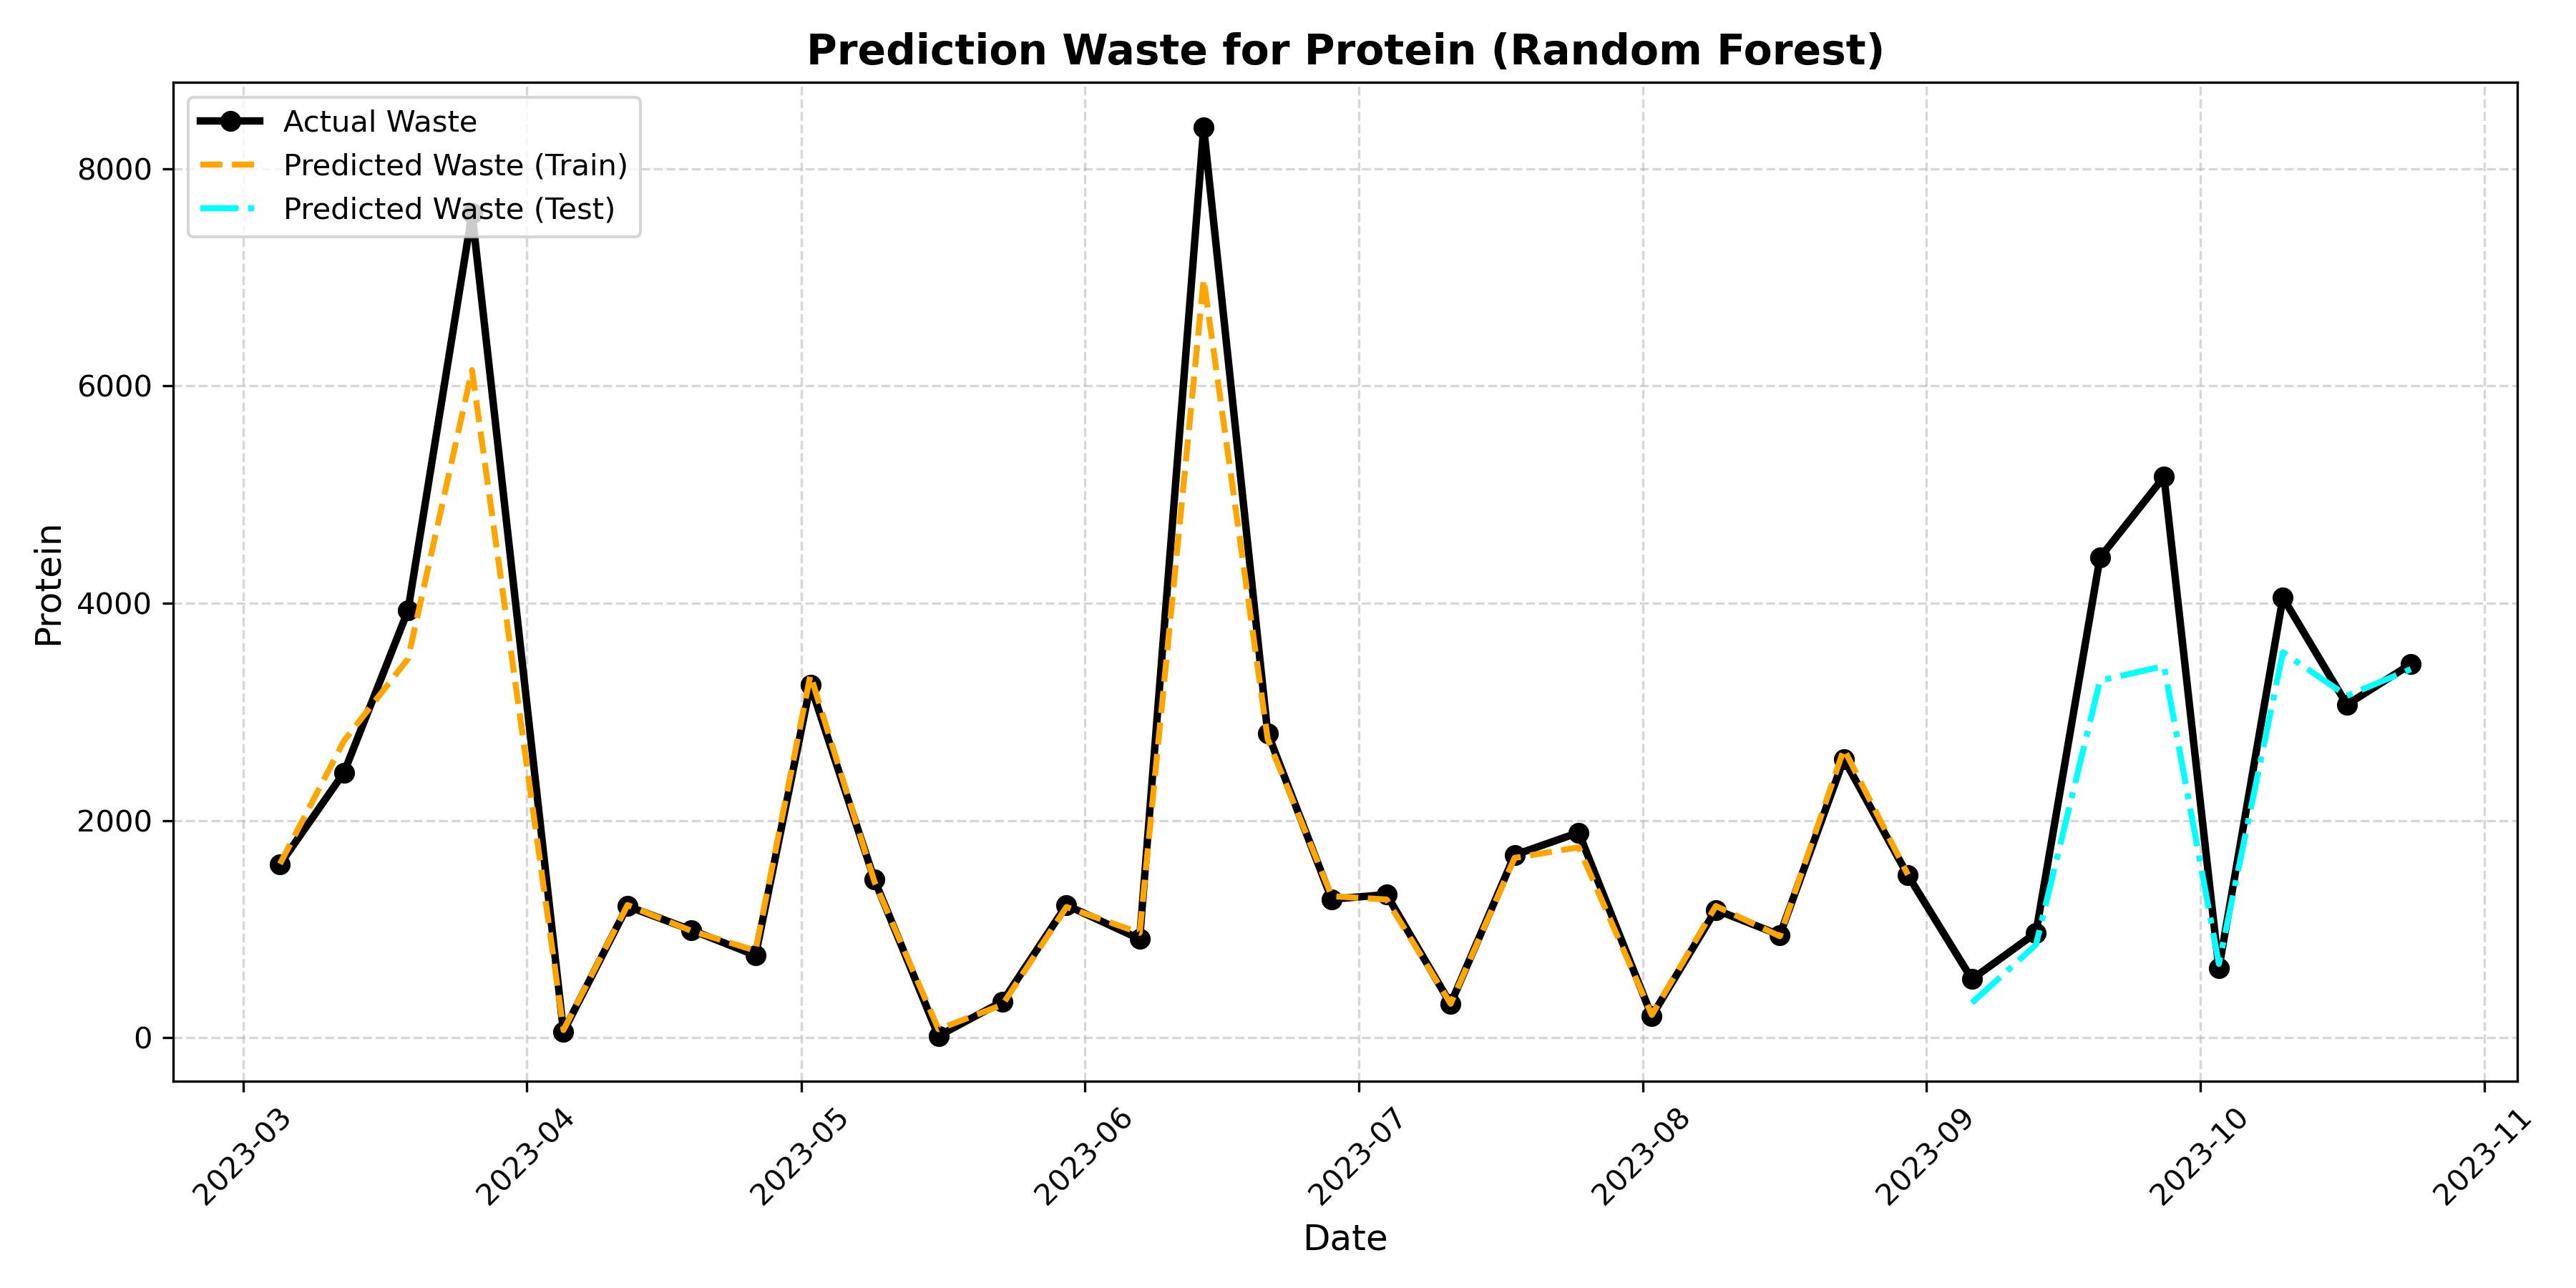 Prediction Waste for Protein (Random Forest)
Actual Waste
Predicted Waste (Train)
Predicted Waste (Test)
8000
6000
4000
2000
0
Protein
2023-03
2023-04
2023-05
2023-06
2023-07
2023-08
2023-09
2023-10
2023-11
Date